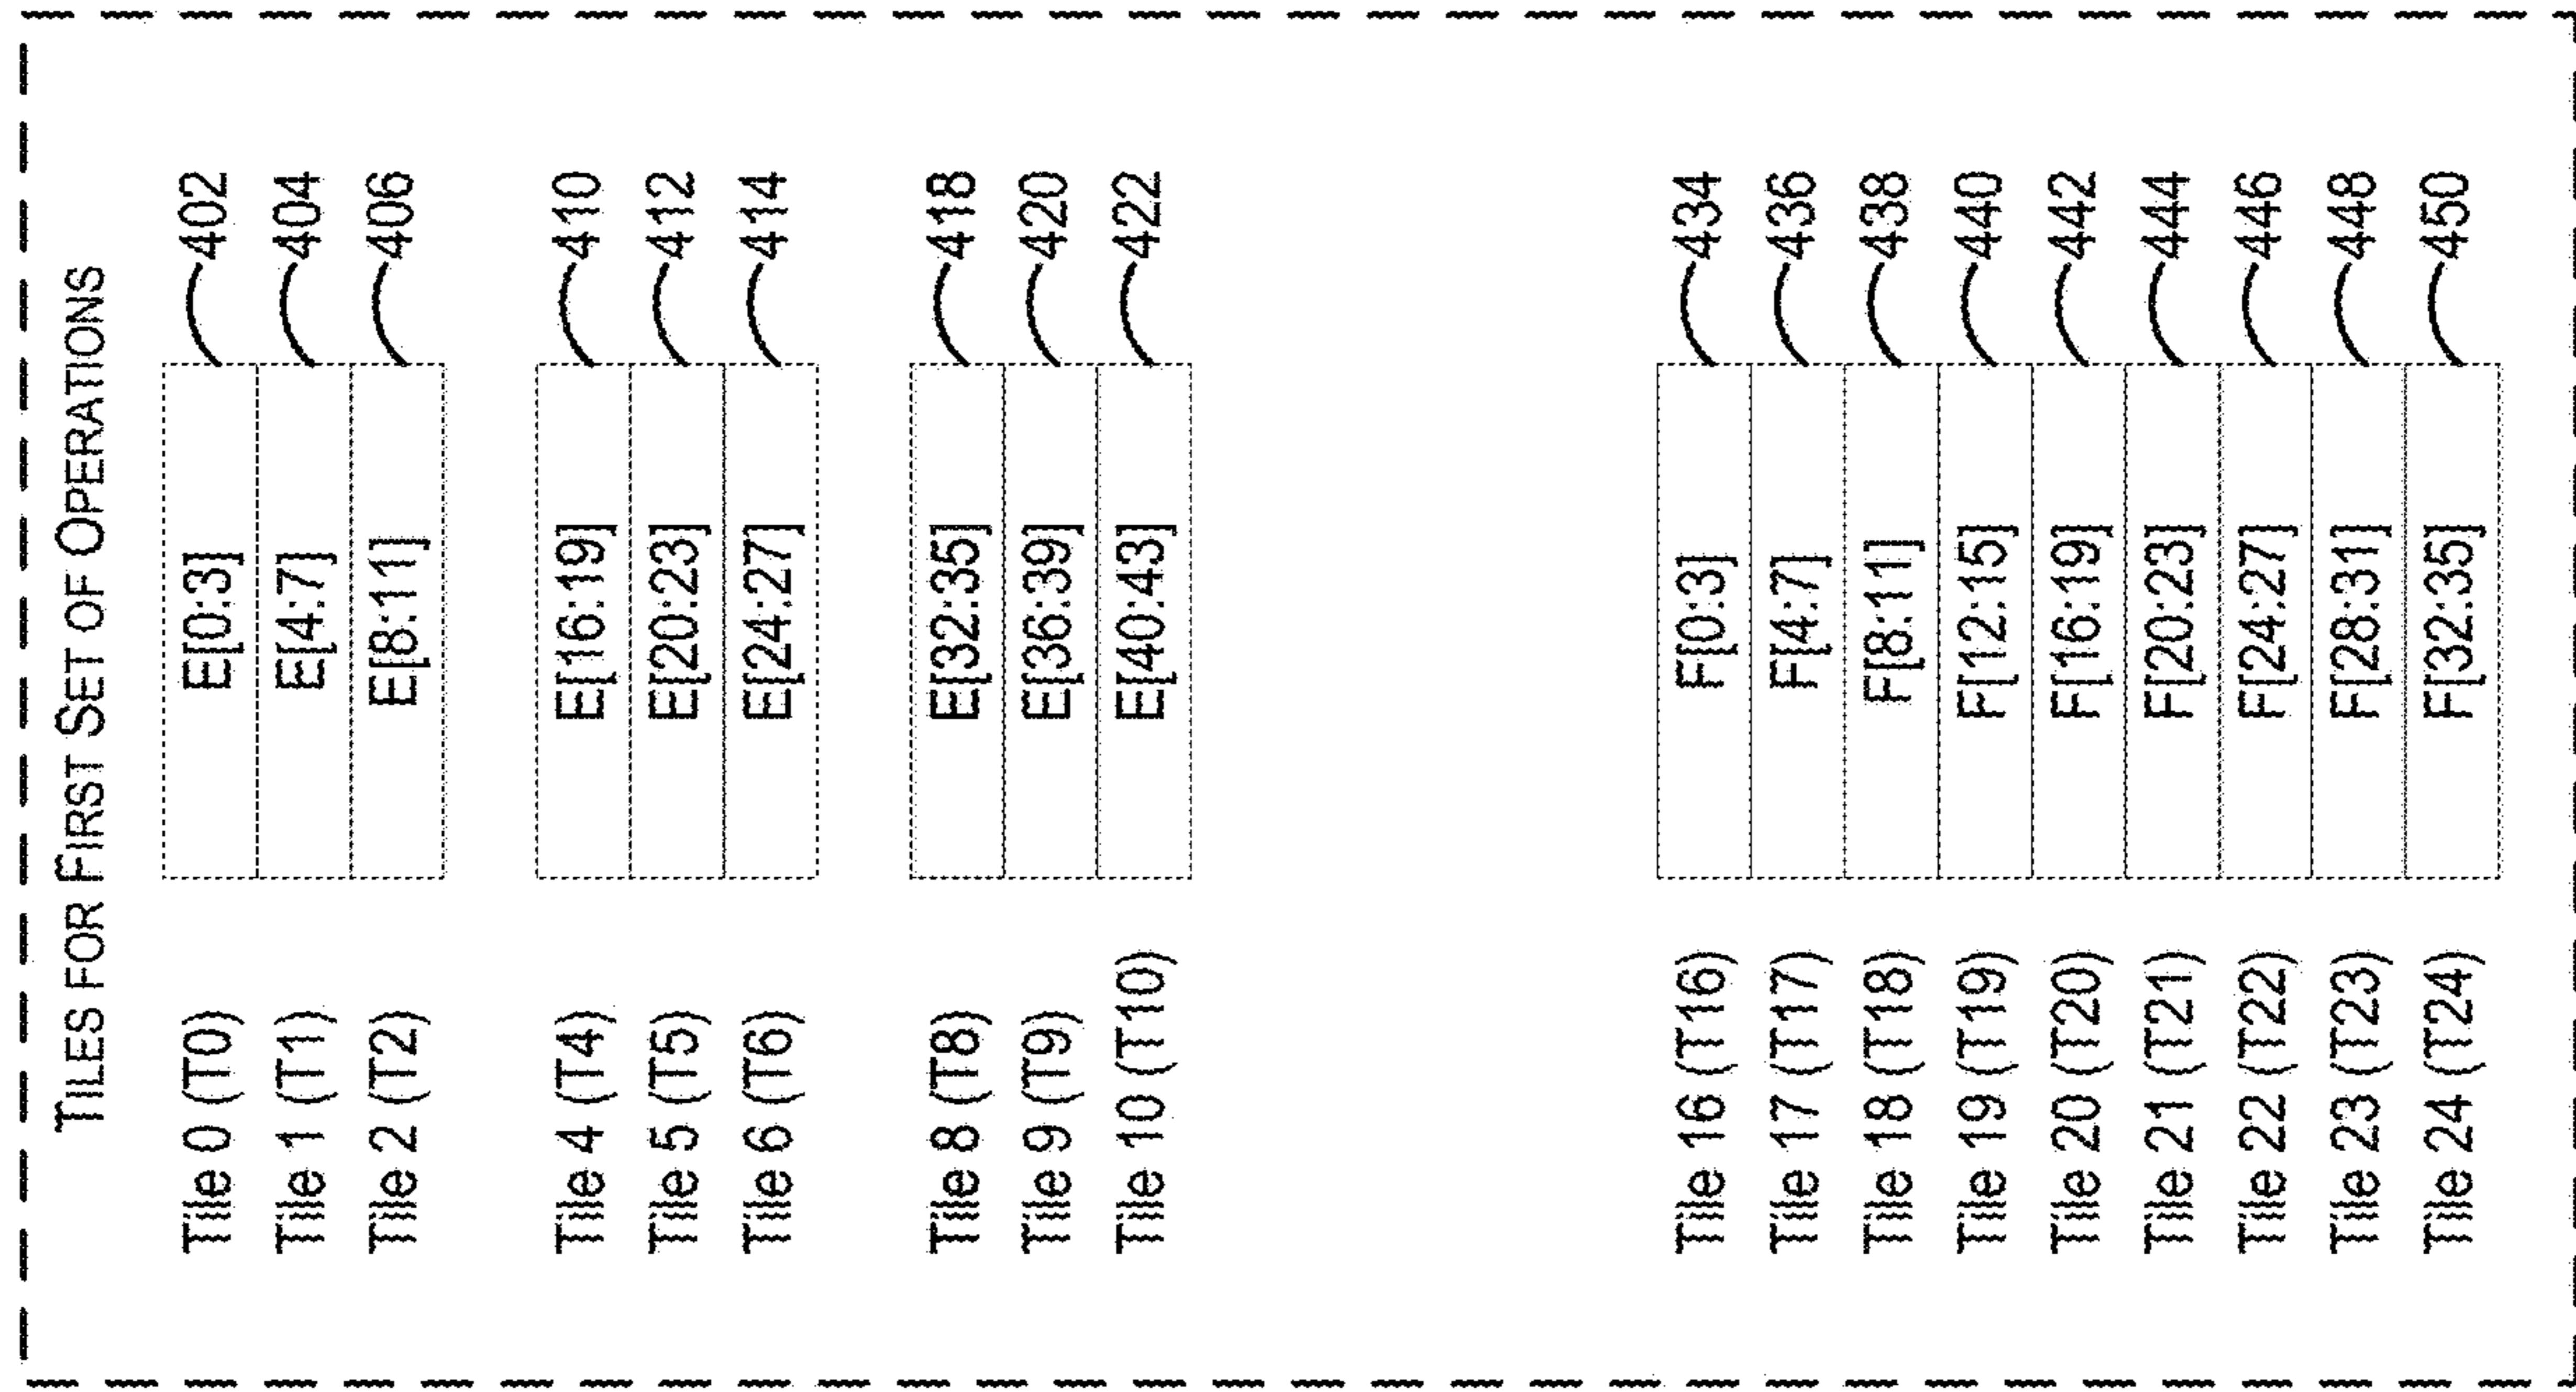 TILES FOR FIRST SET OF OPERATIONS
Tile 0 (T0) E[0:3] 402
Tile 1 (T1) E[4:7] 404
Tile 2 (T2) E[8:11] 406
Tile 4 (T4) E[16:19] 410
Tile 5 (T5) E[20:23] 412
Tile 6 (T6) E[24:27] 414
Tile 8 (T8) E[32:35] 418
Tile 9 (T9) E[36:39] 420
Tile 10 (T10) E[40:43] 422
Tile 16 (T16) F[0:3] 434
Tile 17 (T17) F[4:7] 436
Tile 18 (T18) F[8:11] 438
Tile 19 (T19) F[12:15] 440
Tile 20 (T20) F[16:19] 442
Tile 21 (T21) F[20:23] 444
Tile 22 (T22) F[24:27] 446
Tile 23 (T23) F[28:31] 448
Tile 24 (T24) F[32:35] 450